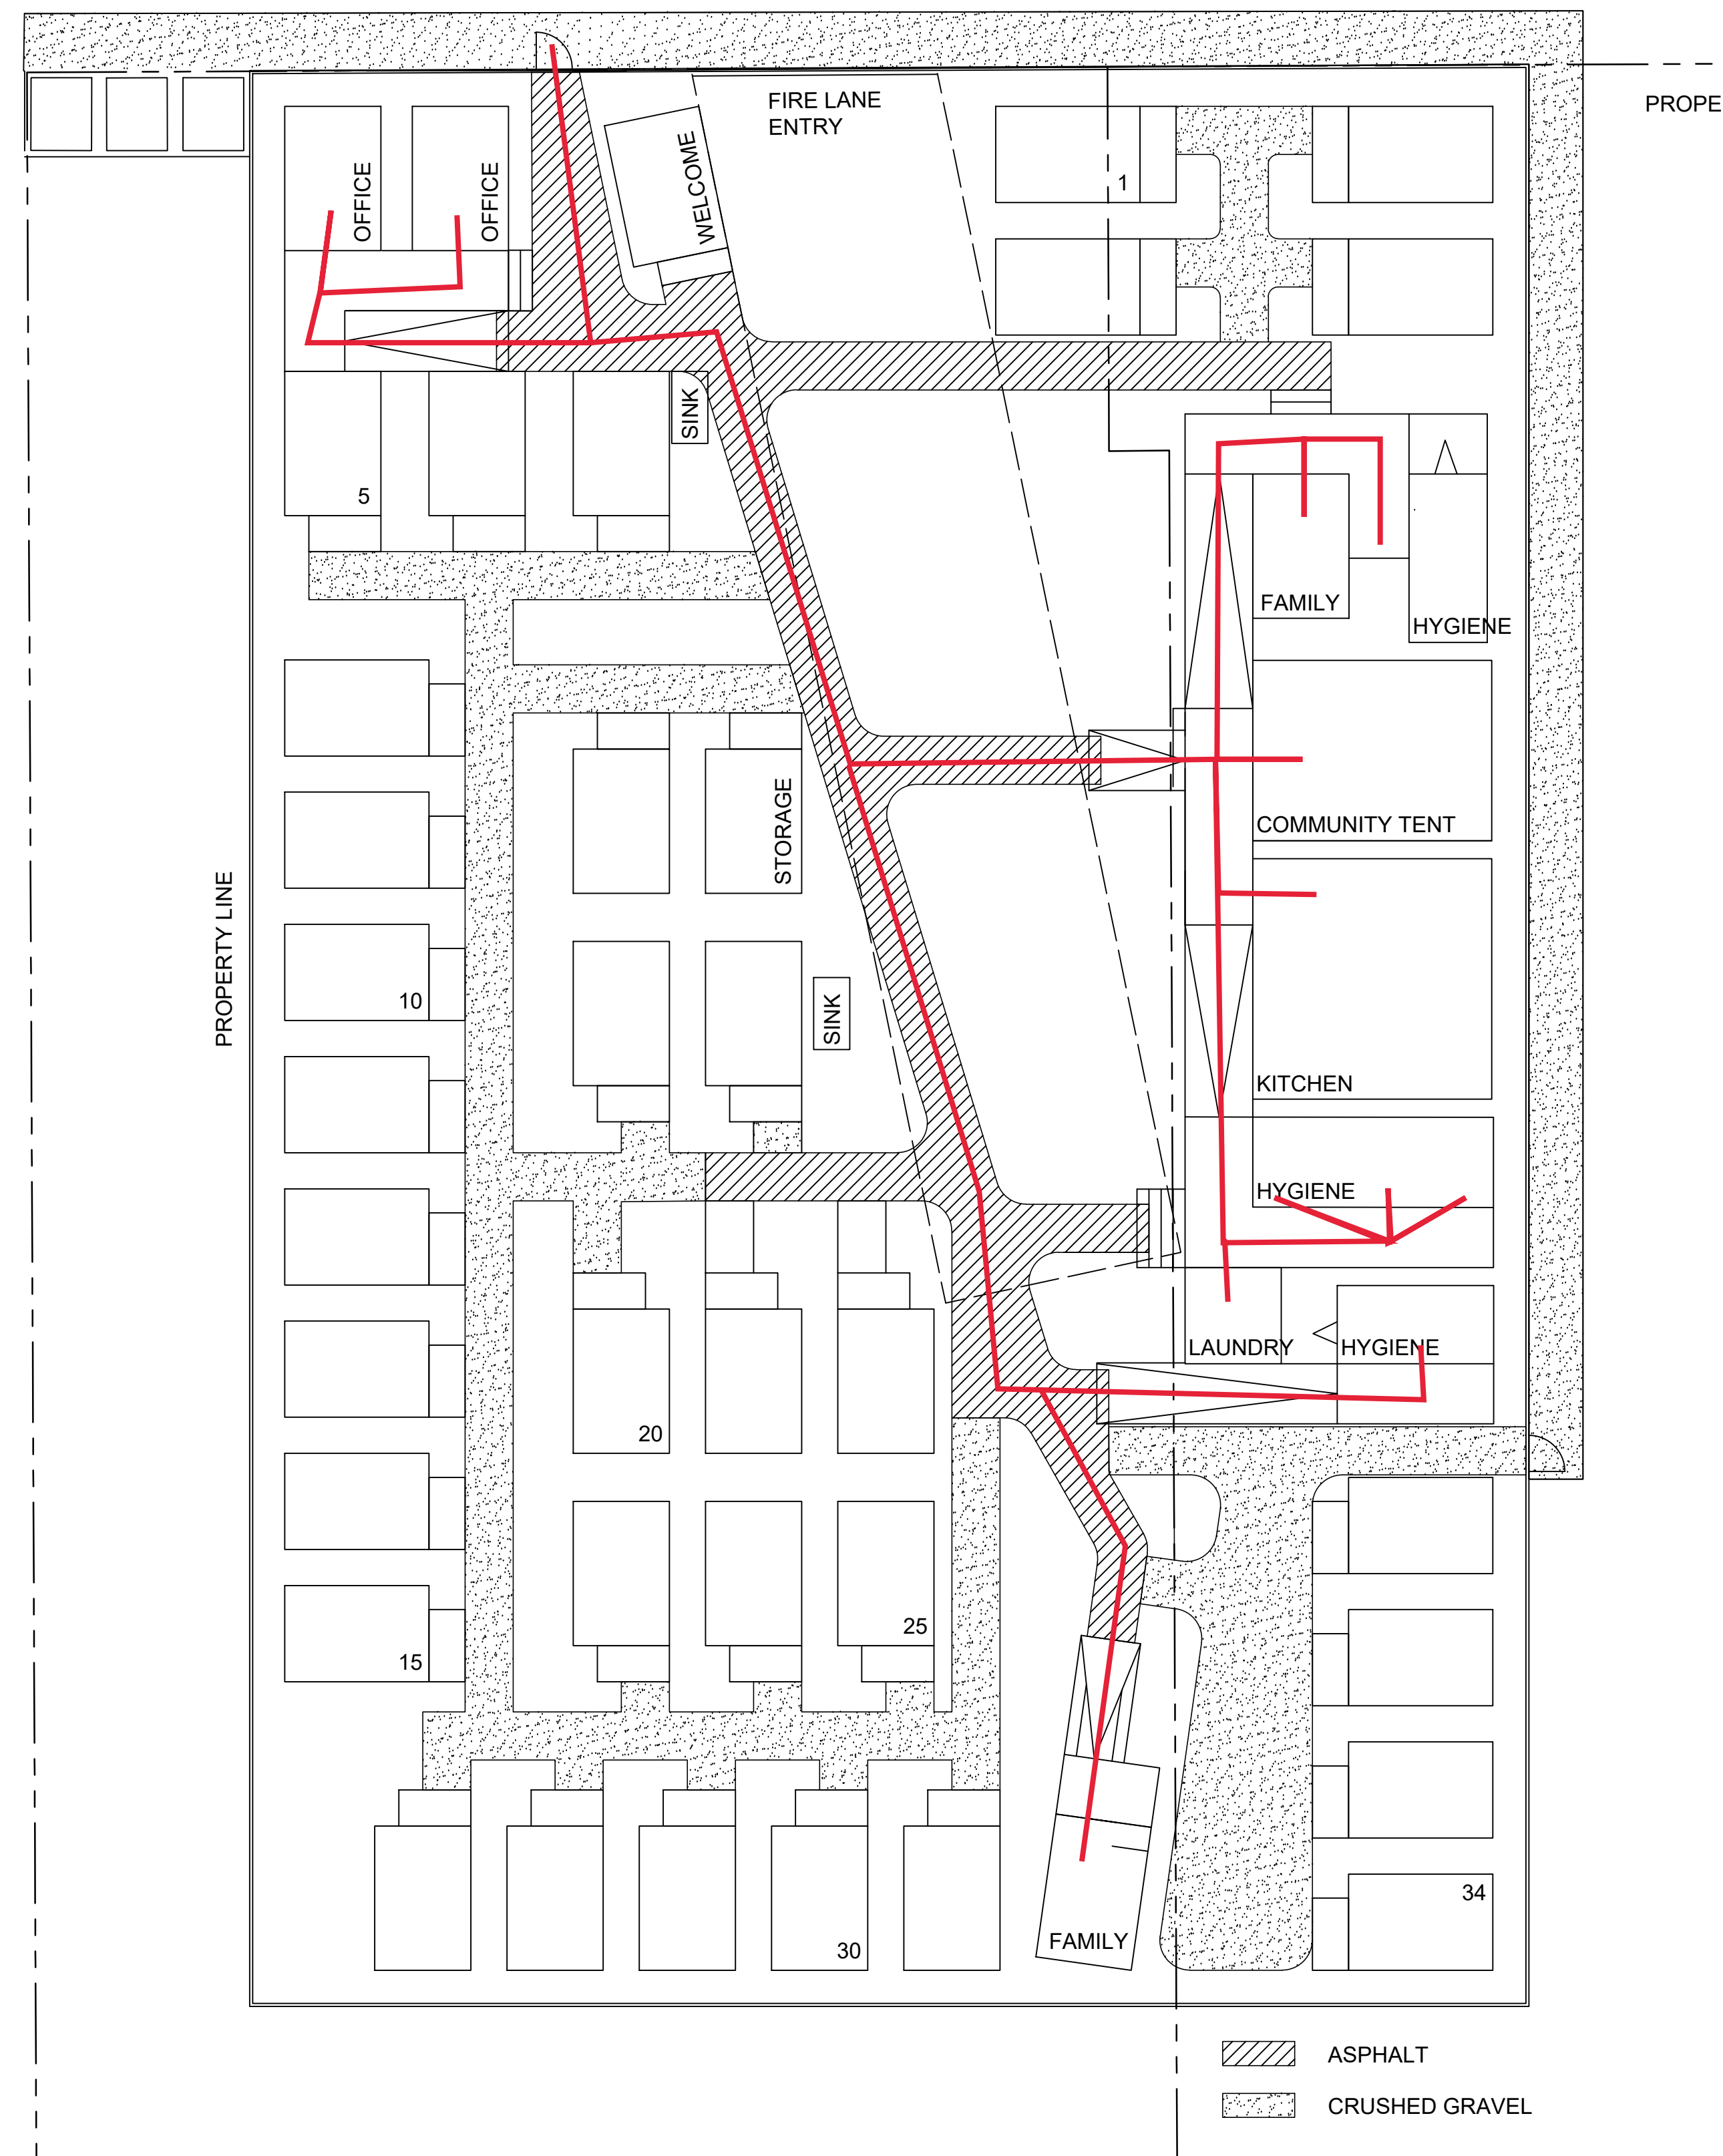 FIRE LANE
ENTRY
PROPE
OFFICE
OFFICE
WELCOME
1
SINK
5
FAMILY
HYGIENE
STORAGE
COMMUNITY TENT
PROPERTY LINE
10
SINK
KITCHEN
HYGIENE
LAUNDRY
HYGIENE
20
25
15
34
FAMILY
30
ASPHALT
CRUSHED GRAVEL